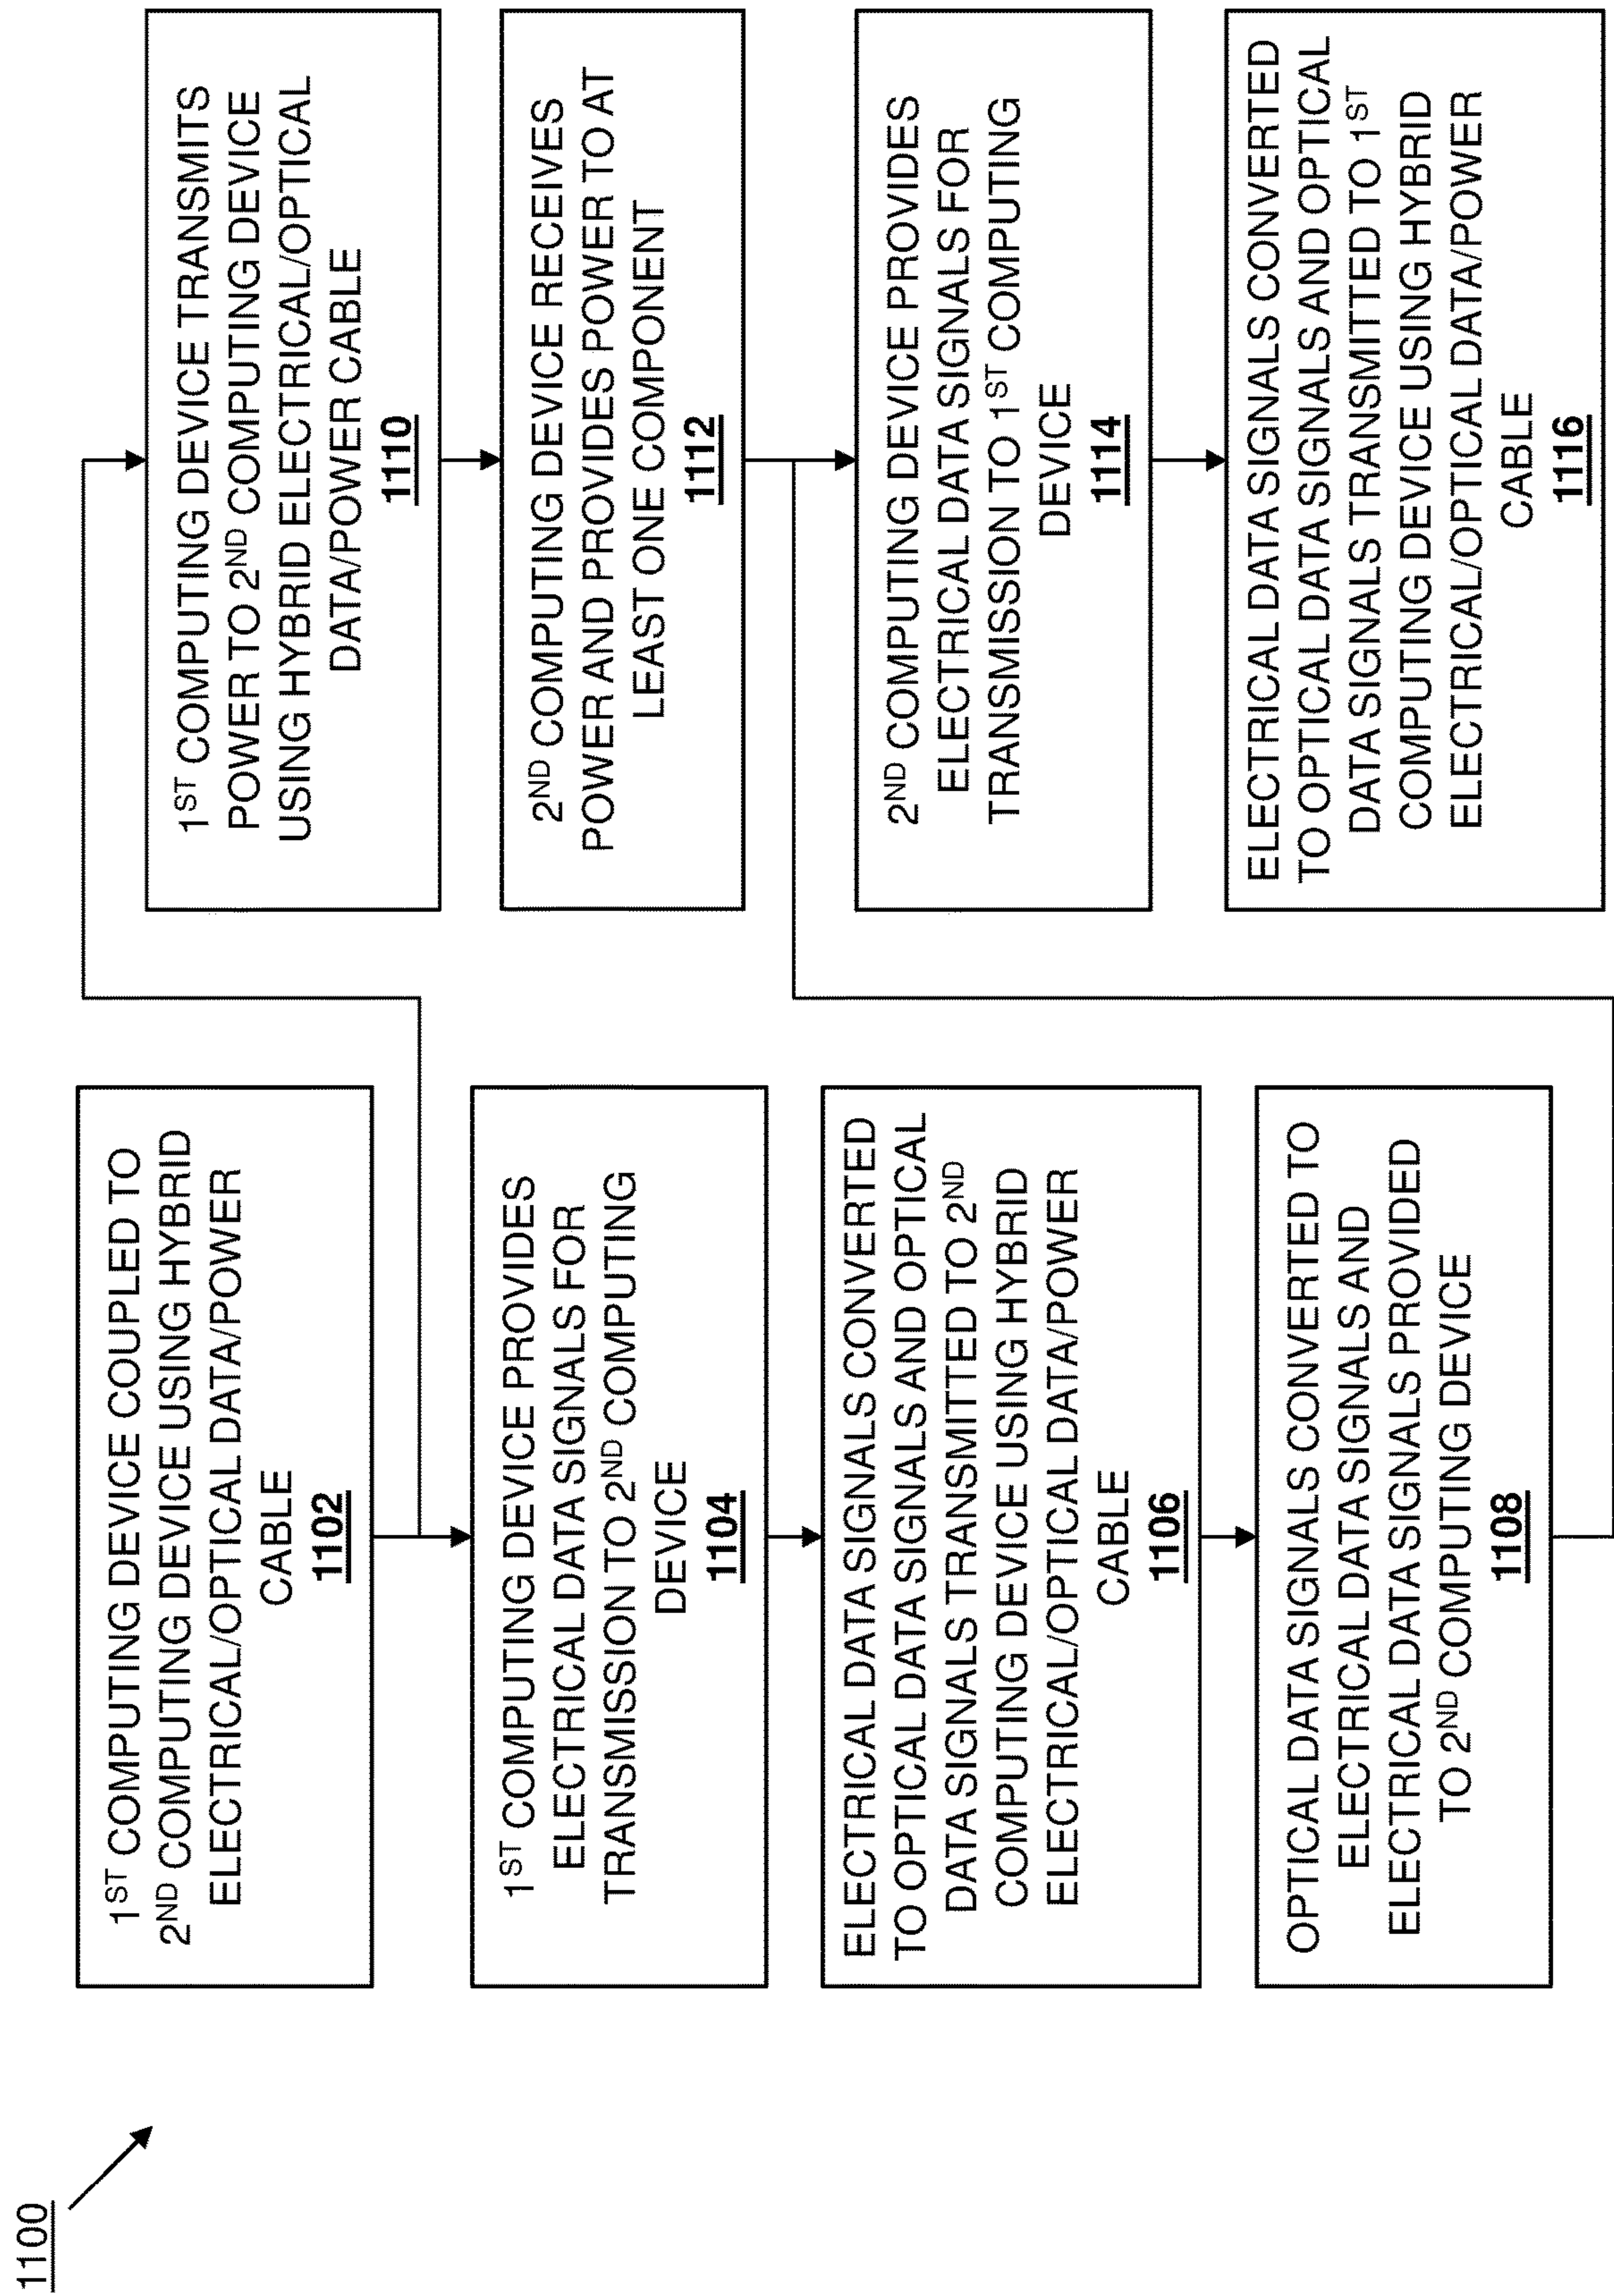 1100
1ST COMPUTING DEVICE COUPLED TO
2ND COMPUTING DEVICE USING HYBRID
ELECTRICAL/OPTICAL DATA/POWER
CABLE
1102
1ST COMPUTING DEVICE PROVIDES
ELECTRICAL DATA SIGNALS FOR
TRANSMISSION TO 2ND COMPUTING
DEVICE
1104
ELECTRICAL DATA SIGNALS CONVERTED
TO OPTICAL DATA SIGNALS AND OPTICAL
DATA SIGNALS TRANSMITTED TO 2ND
COMPUTING DEVICE USING HYBRID
ELECTRICAL/OPTICAL DATA/POWER
CABLE
1106
OPTICAL DATA SIGNALS CONVERTED TO
ELECTRICAL DATA SIGNALS AND
ELECTRICAL DATA SIGNALS PROVIDED
TO 2ND COMPUTING DEVICE
1108
1ST COMPUTING DEVICE TRANSMITS
POWER TO 2ND COMPUTING DEVICE
USING HYBRID ELECTRICAL/OPTICAL
DATA/POWER CABLE
1110
2ND COMPUTING DEVICE RECEIVES
POWER AND PROVIDES POWER TO AT
LEAST ONE COMPONENT
1112
2ND COMPUTING DEVICE PROVIDES
ELECTRICAL DATA SIGNALS FOR
TRANSMISSION TO 1ST COMPUTING
DEVICE
1114
ELECTRICAL DATA SIGNALS CONVERTED
TO OPTICAL DATA SIGNALS AND OPTICAL
DATA SIGNALS TRANSMITTED TO 1ST
COMPUTING DEVICE USING HYBRID
ELECTRICAL/OPTICAL DATA/POWER
CABLE
1116